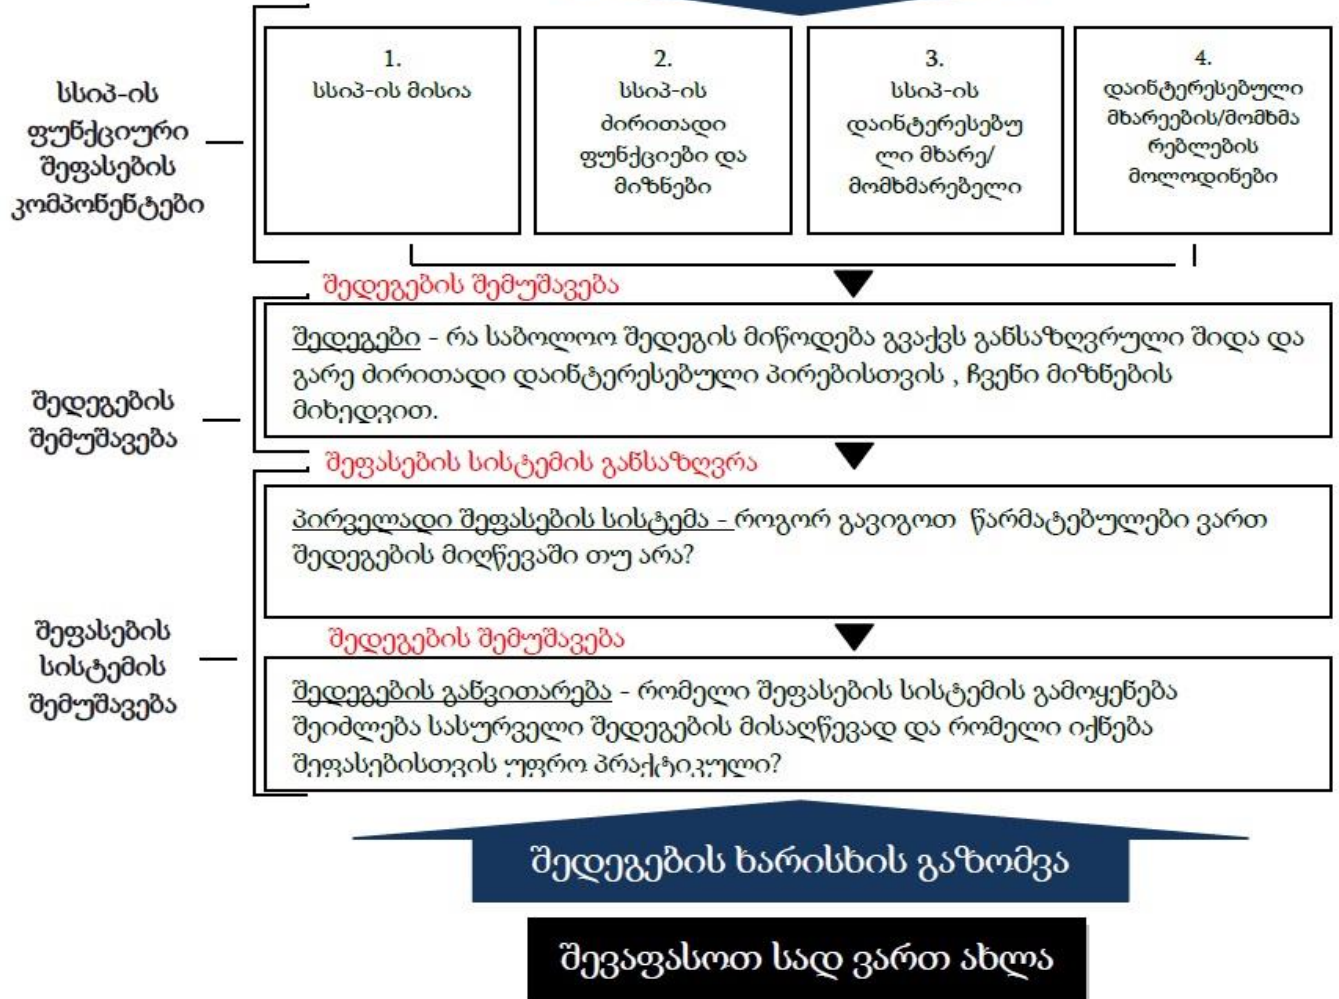 სსიპ-ის
ფუნქციური
შეფასების
კომპონენტები
1.
სსიპ-ის მისია
2.
სსიპ-ის
ძირითადი
ფუნქციები და
მიზნები
3.
სსიპ-ის
დაინტერესებუ
ლი მხარე/
მომხმარებელი
4.
დაინტერესებული
მხარეების/მომხმა
რებლების
მოლოდინები
შედეგების შემუშავება
შედეგების
შემუშავება
შედეგები - რა საბოლოო შედეგის მიწოდება გვაქვს განსაზღვრული შიდა და
გარე ძირითადი დაინტერესებული პირებისთვის , ჩვენი მიზნების
მიხედვით.
შეფასების სისტემის განსაზღვრა
შეფასების
სისტემის
შემუშავება
პირველადი შეფასების სისტემა - როგორ გავიგოთ წარმატებულები ვართ
შედეგების მიღწევაში თუ არა?
შედეგების შემუშავება
შედეგების განვითარება - რომელი შეფასების სისტემის გამოყენება
შეიძლება სასურველი შედეგების მისაღწევად და რომელი იქნება
შეფასებისთვის უფრო პრაქტიკული?
შედეგების ხარისხის გაზომვა
შევაფასოთ სად ვართ ახლა